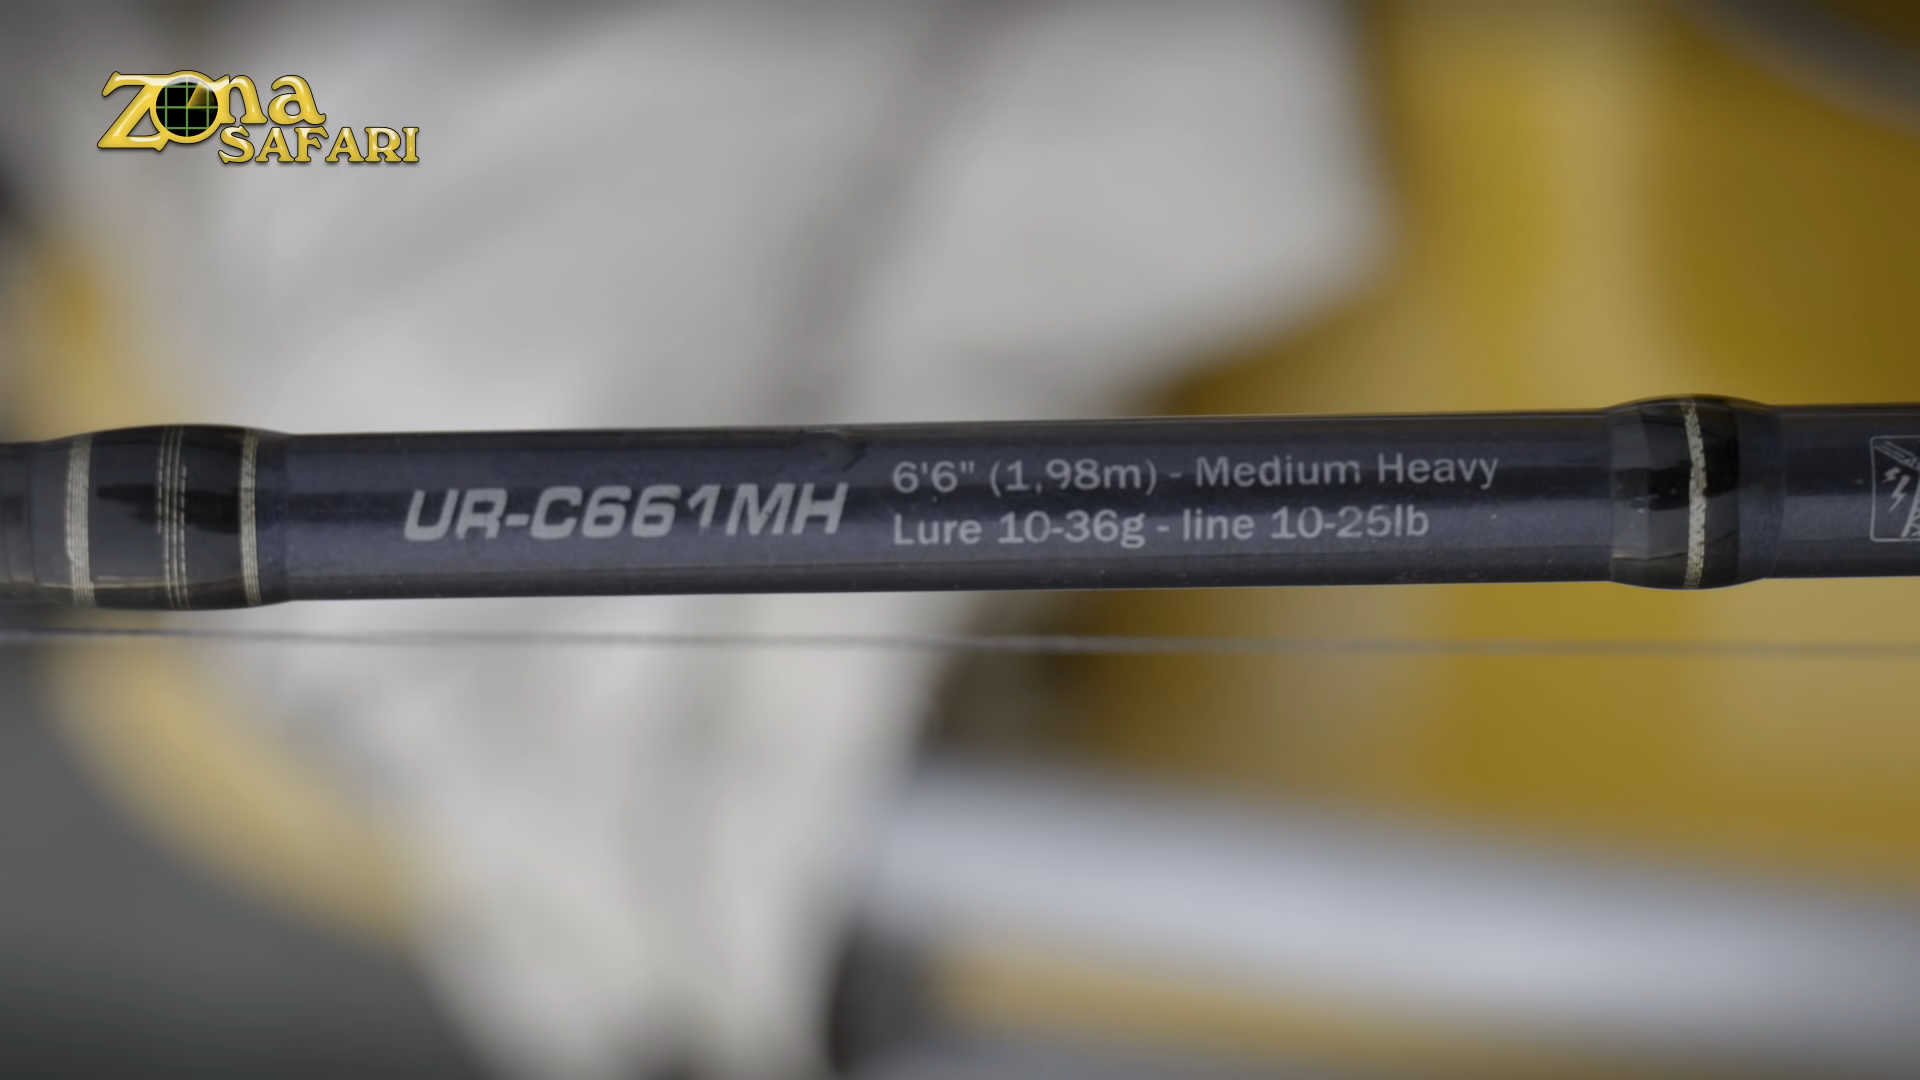 Zona
SAFARI
UR-C661MH
6'6" (1,98m) - Medium Heavy
Lure 10-36g - line 10-25lb